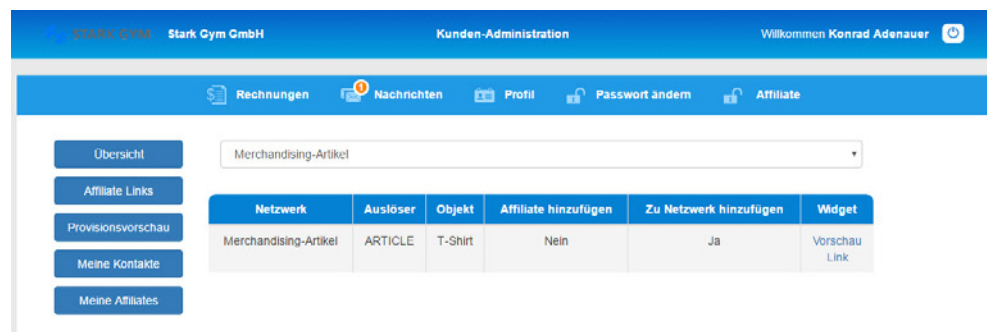 STARK GYM Stark Gym GmbH Kunden-Administration Willkommen Konrad Adenauer
Rechnungen 1 Nachrichten Profil Passwort ändern Affiliate
Übersicht
Affiliate Links
Provisionsvorschau
Meine Kontakte
Meine Affiliates
Merchandising-Artikel
Netzwerk Auslöser Objekt Affiliate hinzufügen Zu Netzwerk hinzufügen Widget
Merchandising-Artikel ARTICLE T-Shirt Nein Ja Vorschau
Link